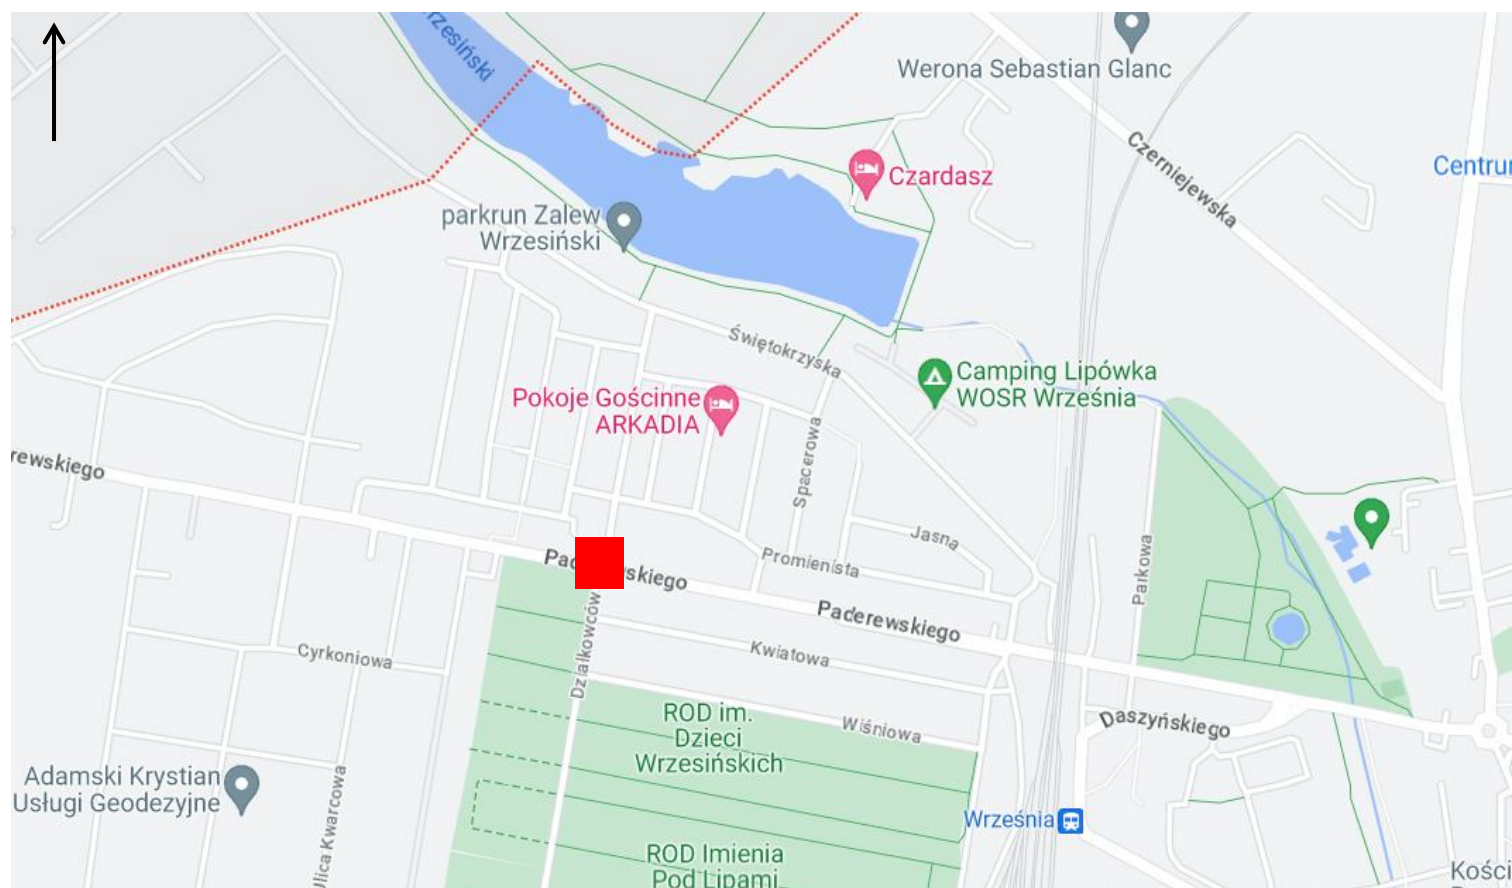 rzesiński
Werona Sebastian Glanc
Czerniejewska
Centrum
Czardasz
parkrun Zalew
Wrzesiński
Świętokrzyska
Camping Lipówka
WOSR Września
Pokoje Gościnne
ARKADIA
Spacerowa
rewskiego
Jasna
Promienista
Parkowa
Paderewskiego
Paderewskiego
Działkowców
Kwiatowa
Cyrkoniowa
Wiśniowa
Daszyńskiego
ROD im.
Dzieci
Wrzesińskich
Adamski Krystian
Usługi Geodezyjne
Ulica Kwarcowa
Września
ROD Imienia
Pod Lipami
Kości